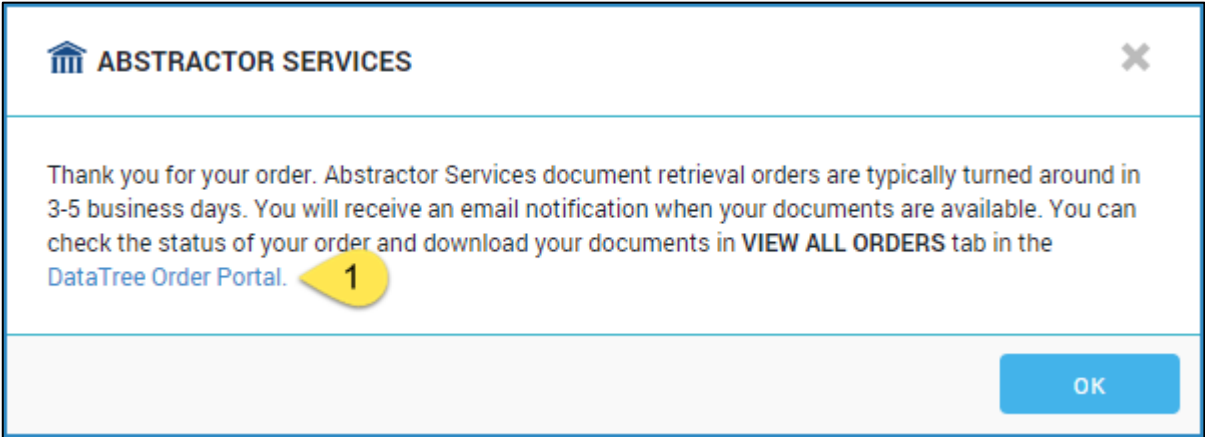 ABSTRACTOR SERVICES
Thank you for your order. Abstractor Services document retrieval orders are typically turned around in
3-5 business days. You will receive an email notification when your documents are available. You can
check the status of your order and download your documents in VIEW ALL ORDERS tab in the
DataTree Order Portal. 1
OK